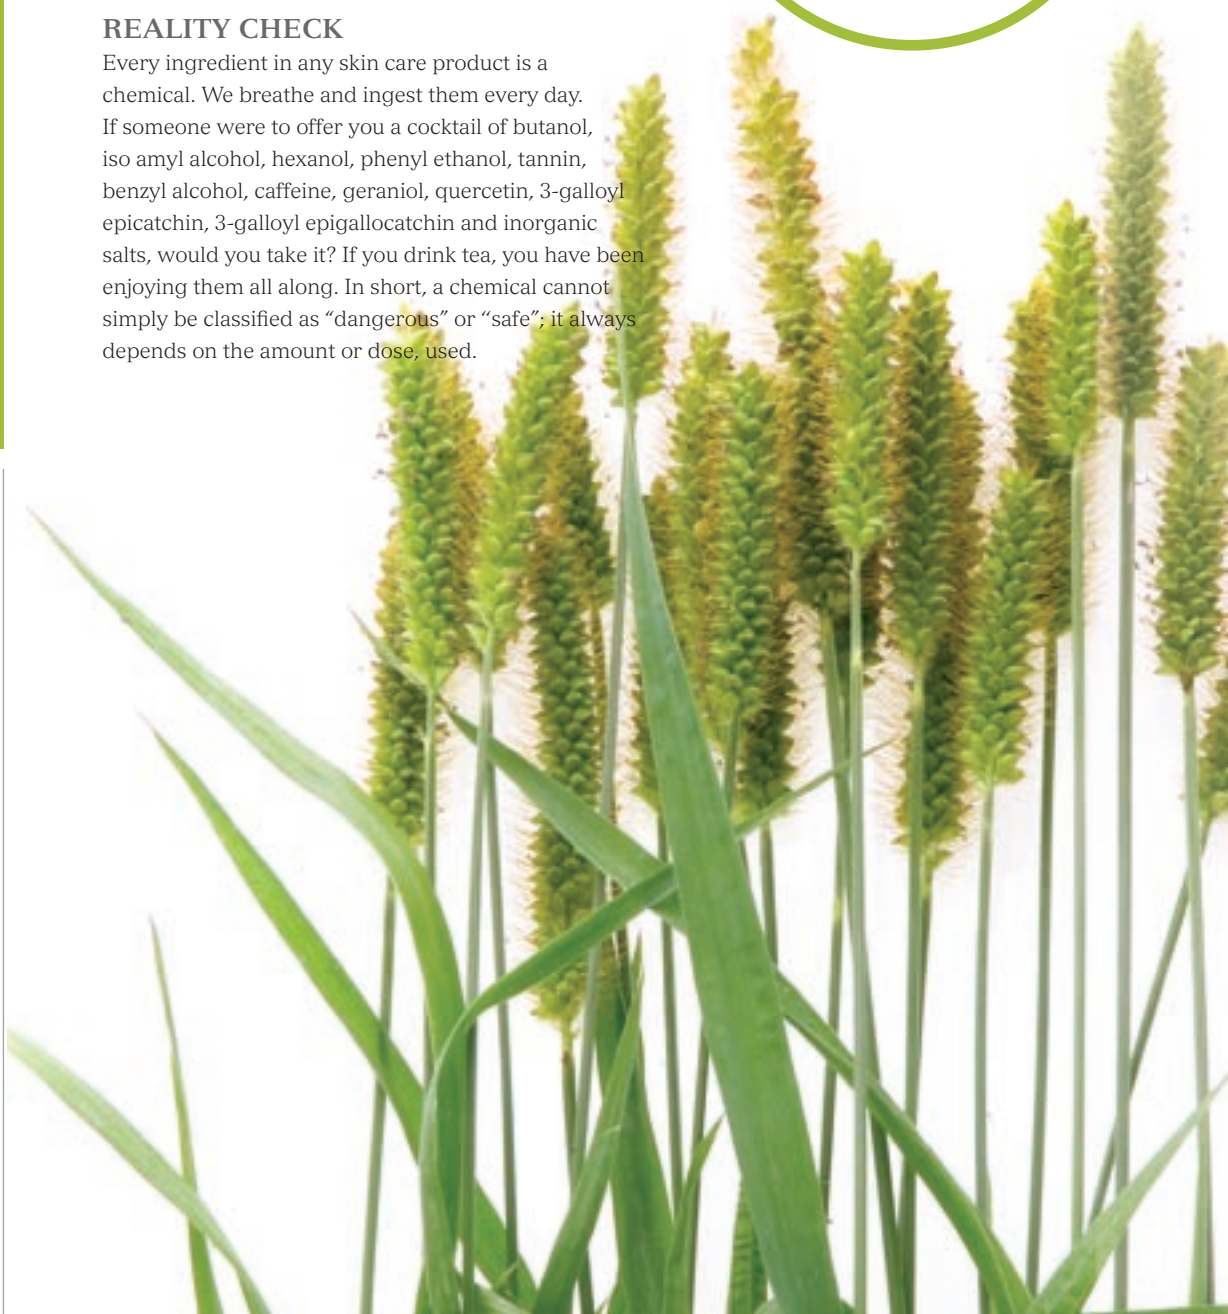 REALITY CHECK
Every ingredient in any skin care product is a
chemical. We breathe and ingest them every day.
If someone were to offer you a cocktail of butanol,
iso amyl alcohol, hexanol, phenyl ethanol, tannin,
benzyl alcohol, caffeine, geraniol, quercetin, 3-galloyl
epicatchin, 3-galloyl epigallocatchin and inorganic
salts, would you take it? If you drink tea, you have been
enjoying them all along. In short, a chemical cannot
simply be classified as “dangerous” or “safe”; it always
depends on the amount or dose, used.